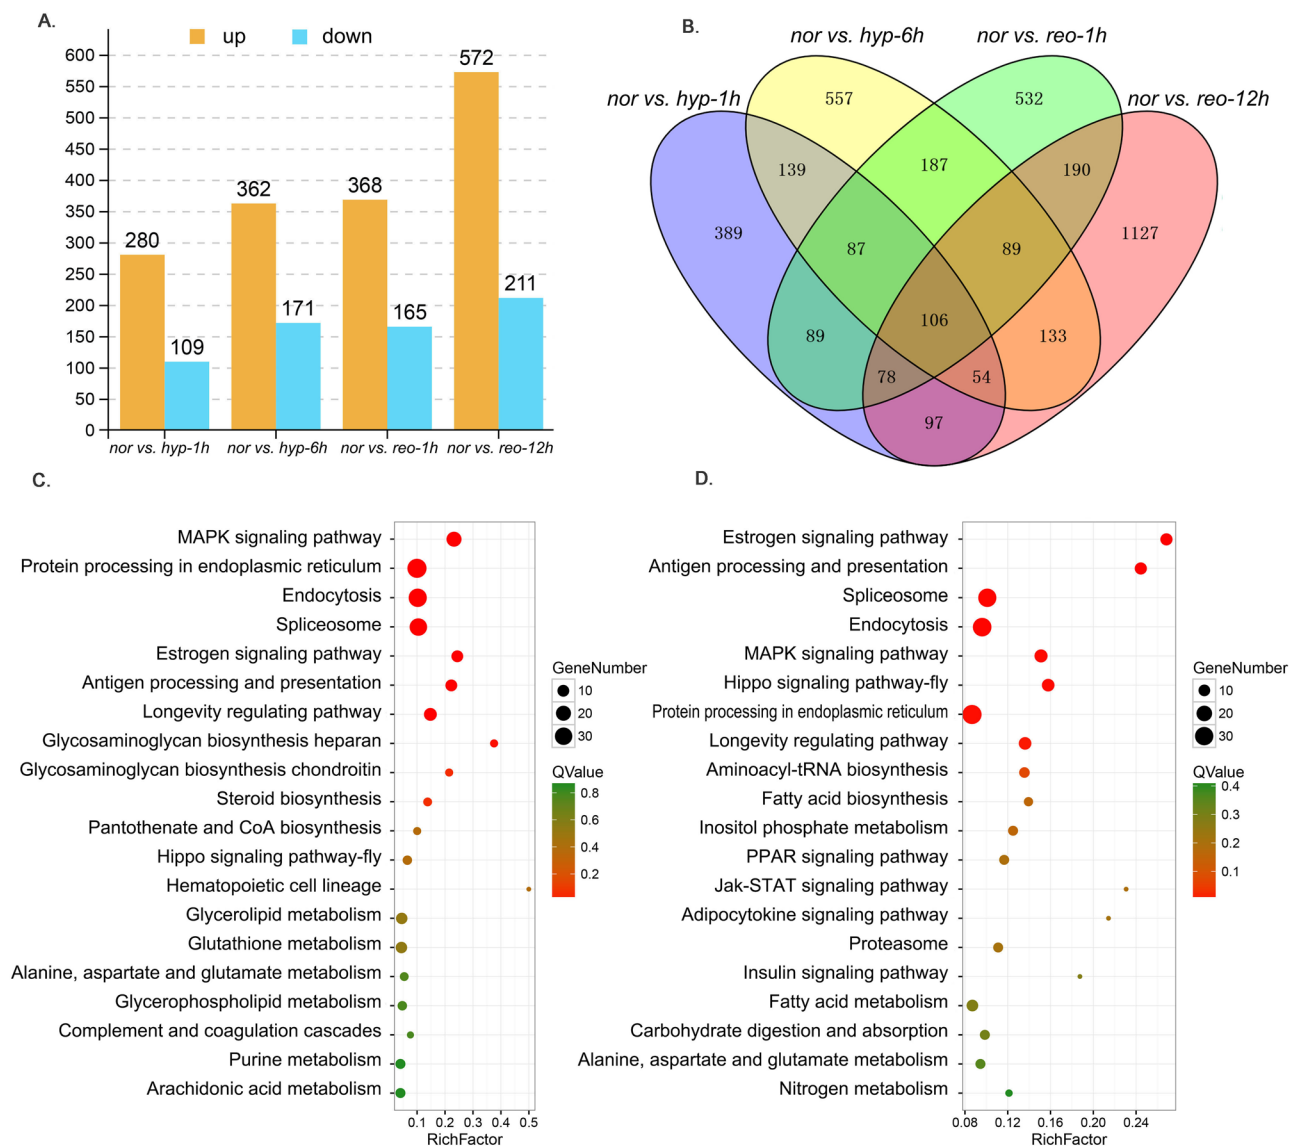 A.
up
down
600
550
500
450
400
350
300
250
200
150
100
50
0
280
109
362
171
368
165
572
211
nor vs. hyp-1h
nor vs. hyp-6h
nor vs. reo-1h
nor vs. reo-12h
B.
nor vs. hyp-6h
nor vs. reo-1h
nor vs. hyp-1h
nor vs. reo-12h
557
532
139
187
190
389
87
89
1127
89
106
133
78
54
97
C.
MAPK signaling pathway
Protein processing in endoplasmic reticulum
Endocytosis
Spliceosome
Estrogen signaling pathway
Antigen processing and presentation
Longevity regulating pathway
Glycosaminoglycan biosynthesis heparan
Glycosaminoglycan biosynthesis chondroitin
Steroid biosynthesis
Pantothenate and CoA biosynthesis
Hippo signaling pathway-fly
Hematopoietic cell lineage
Glycerolipid metabolism
Glutathione metabolism
Alanine, aspartate and glutamate metabolism
Glycerophospholipid metabolism
Complement and coagulation cascades
Purine metabolism
Arachidonic acid metabolism
0.1 0.2 0.3 0.4 0.5
RichFactor
GeneNumber
10
20
30
QValue
0.8
0.6
0.4
0.2
D.
Estrogen signaling pathway
Antigen processing and presentation
Spliceosome
Endocytosis
MAPK signaling pathway
Hippo signaling pathway-fly
Protein processing in endoplasmic reticulum
Longevity regulating pathway
Aminoacyl-tRNA biosynthesis
Fatty acid biosynthesis
Inositol phosphate metabolism
PPAR signaling pathway
Jak-STAT signaling pathway
Adipocytokine signaling pathway
Proteasome
Insulin signaling pathway
Fatty acid metabolism
Carbohydrate digestion and absorption
Alanine, aspartate and glutamate metabolism
Nitrogen metabolism
0.08 0.12 0.16 0.20 0.24
RichFactor
GeneNumber
10
20
30
QValue
0.4
0.3
0.2
0.1